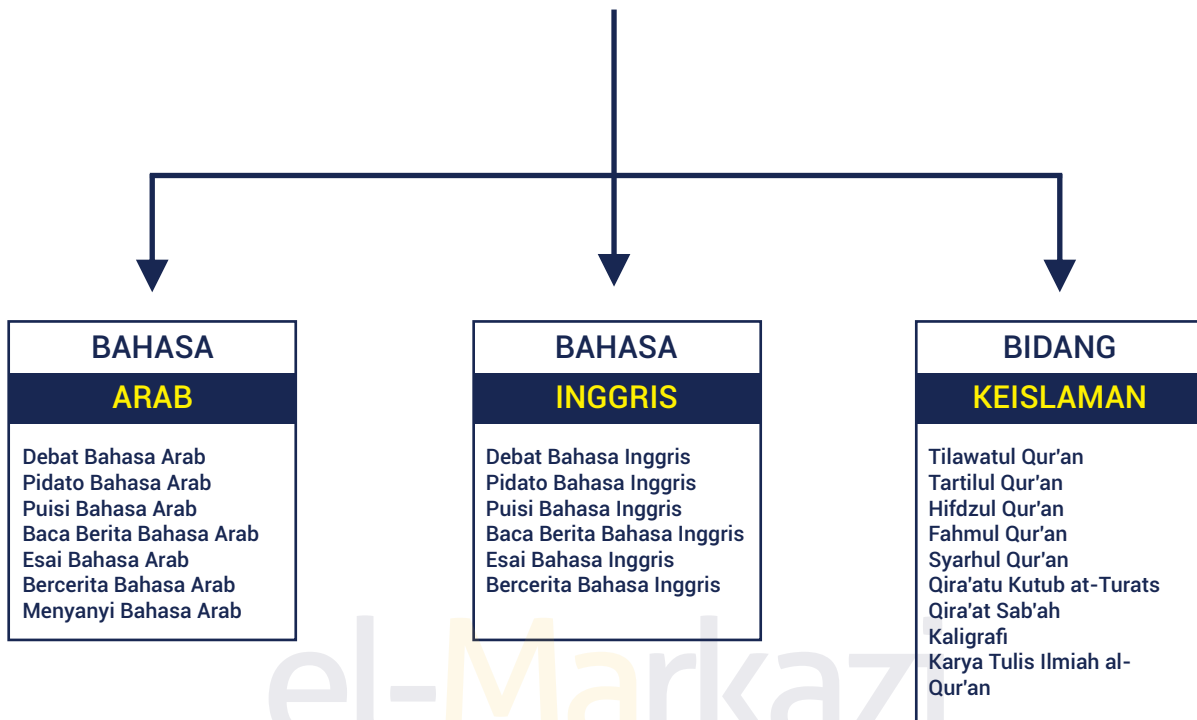 BAHASA
ARAB
Debat Bahasa Arab
Pidato Bahasa Arab
Puisi Bahasa Arab
Baca Berita Bahasa Arab
Esai Bahasa Arab
Bercerita Bahasa Arab
Menyanyi Bahasa Arab
BAHASA
INGGRIS
Debat Bahasa Inggris
Pidato Bahasa Inggris
Puisi Bahasa Inggris
Baca Berita Bahasa Inggris
Esai Bahasa Inggris
Bercerita Bahasa Inggris
BIDANG
KEISLAMAN
Tilawatul Qur'an
Tartilul Qur'an
Hifdzul Qur'an
Fahmul Qur'an
Syarhul Qur'an
Qira'atu Kutub at-Turats
Qira'at Sab'ah
Kaligrafi
Karya Tulis Ilmiah al-
Qur'an
el-Markazi